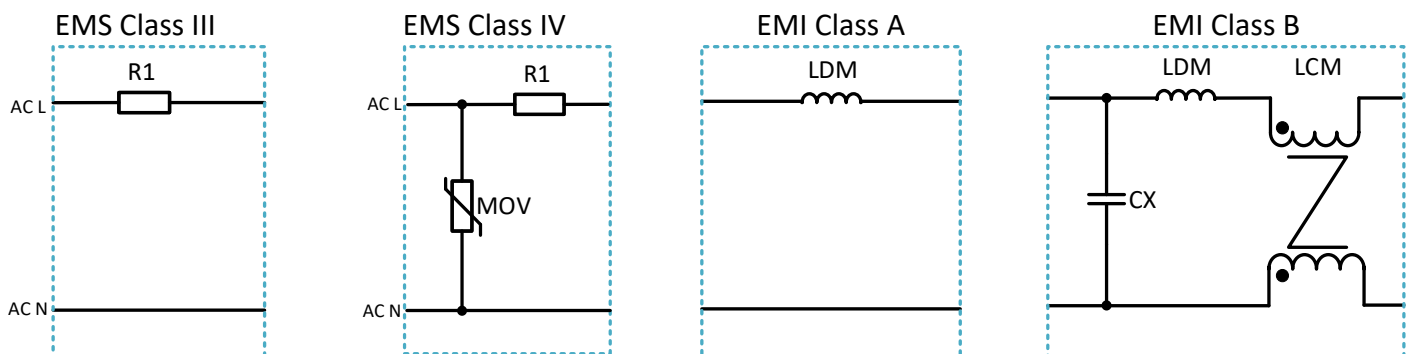 EMS Class III
EMS Class IV
EMI Class A
EMI Class B
R1
R1
LDM
LDM
LCM
AC L
AC L
MOV
CX
AC N
AC N